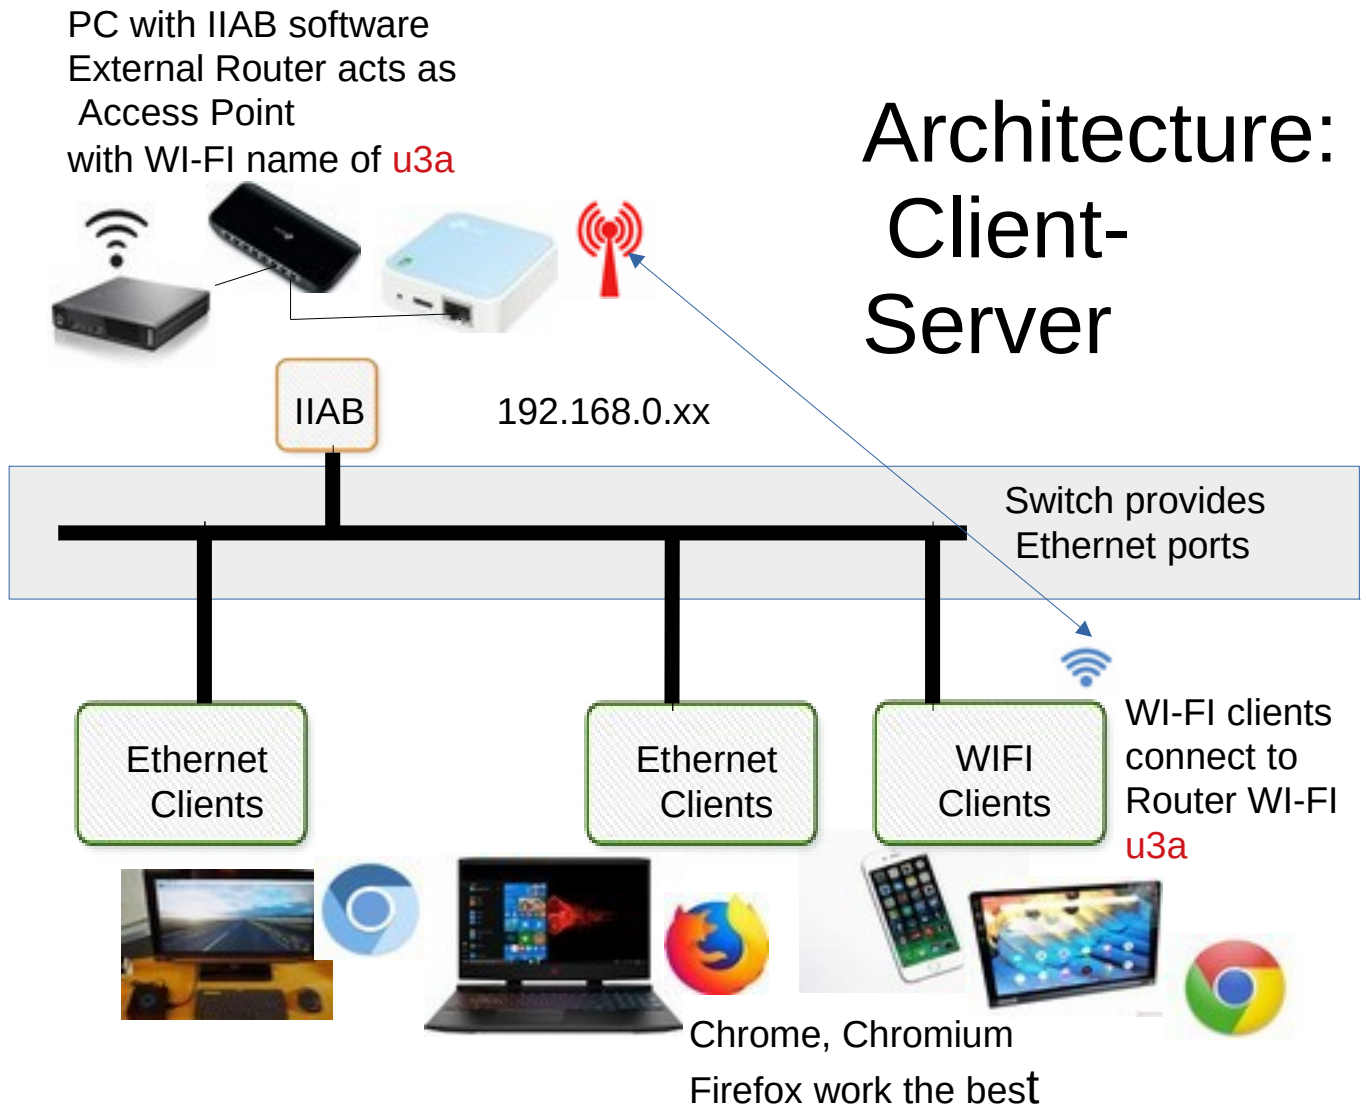 PC with IIAB software
External Router acts as
Access Point
with WI-FI name of u3a
Architecture:
Client-
Server
IIAB
192.168.0.xx
Switch provides
Ethernet ports
Ethernet
Clients
Ethernet
Clients
WIFI
Clients
WI-FI clients
connect to
Router WI-FI
u3a
Chrome, Chromium
Firefox work the best